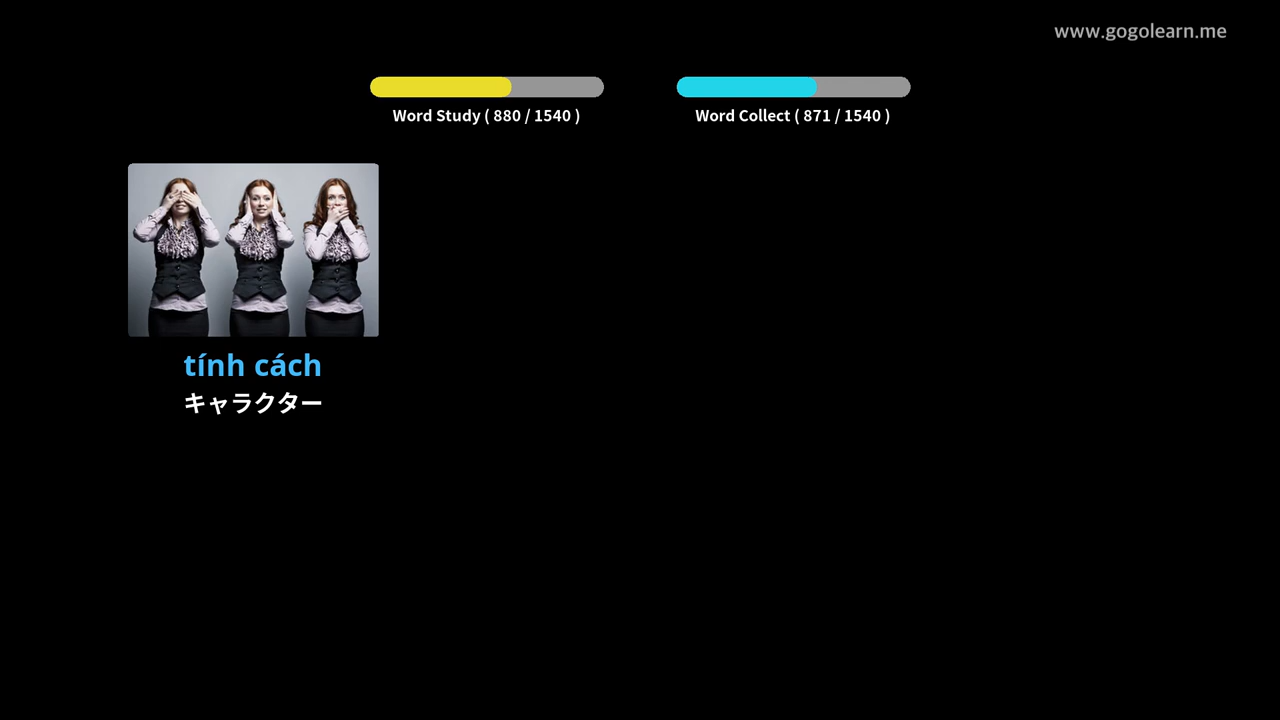 www.gogolearn.me
Word Study ( 880 / 1540 )
Word Collect ( 871 / 1540 )
tính cách
キャラクター